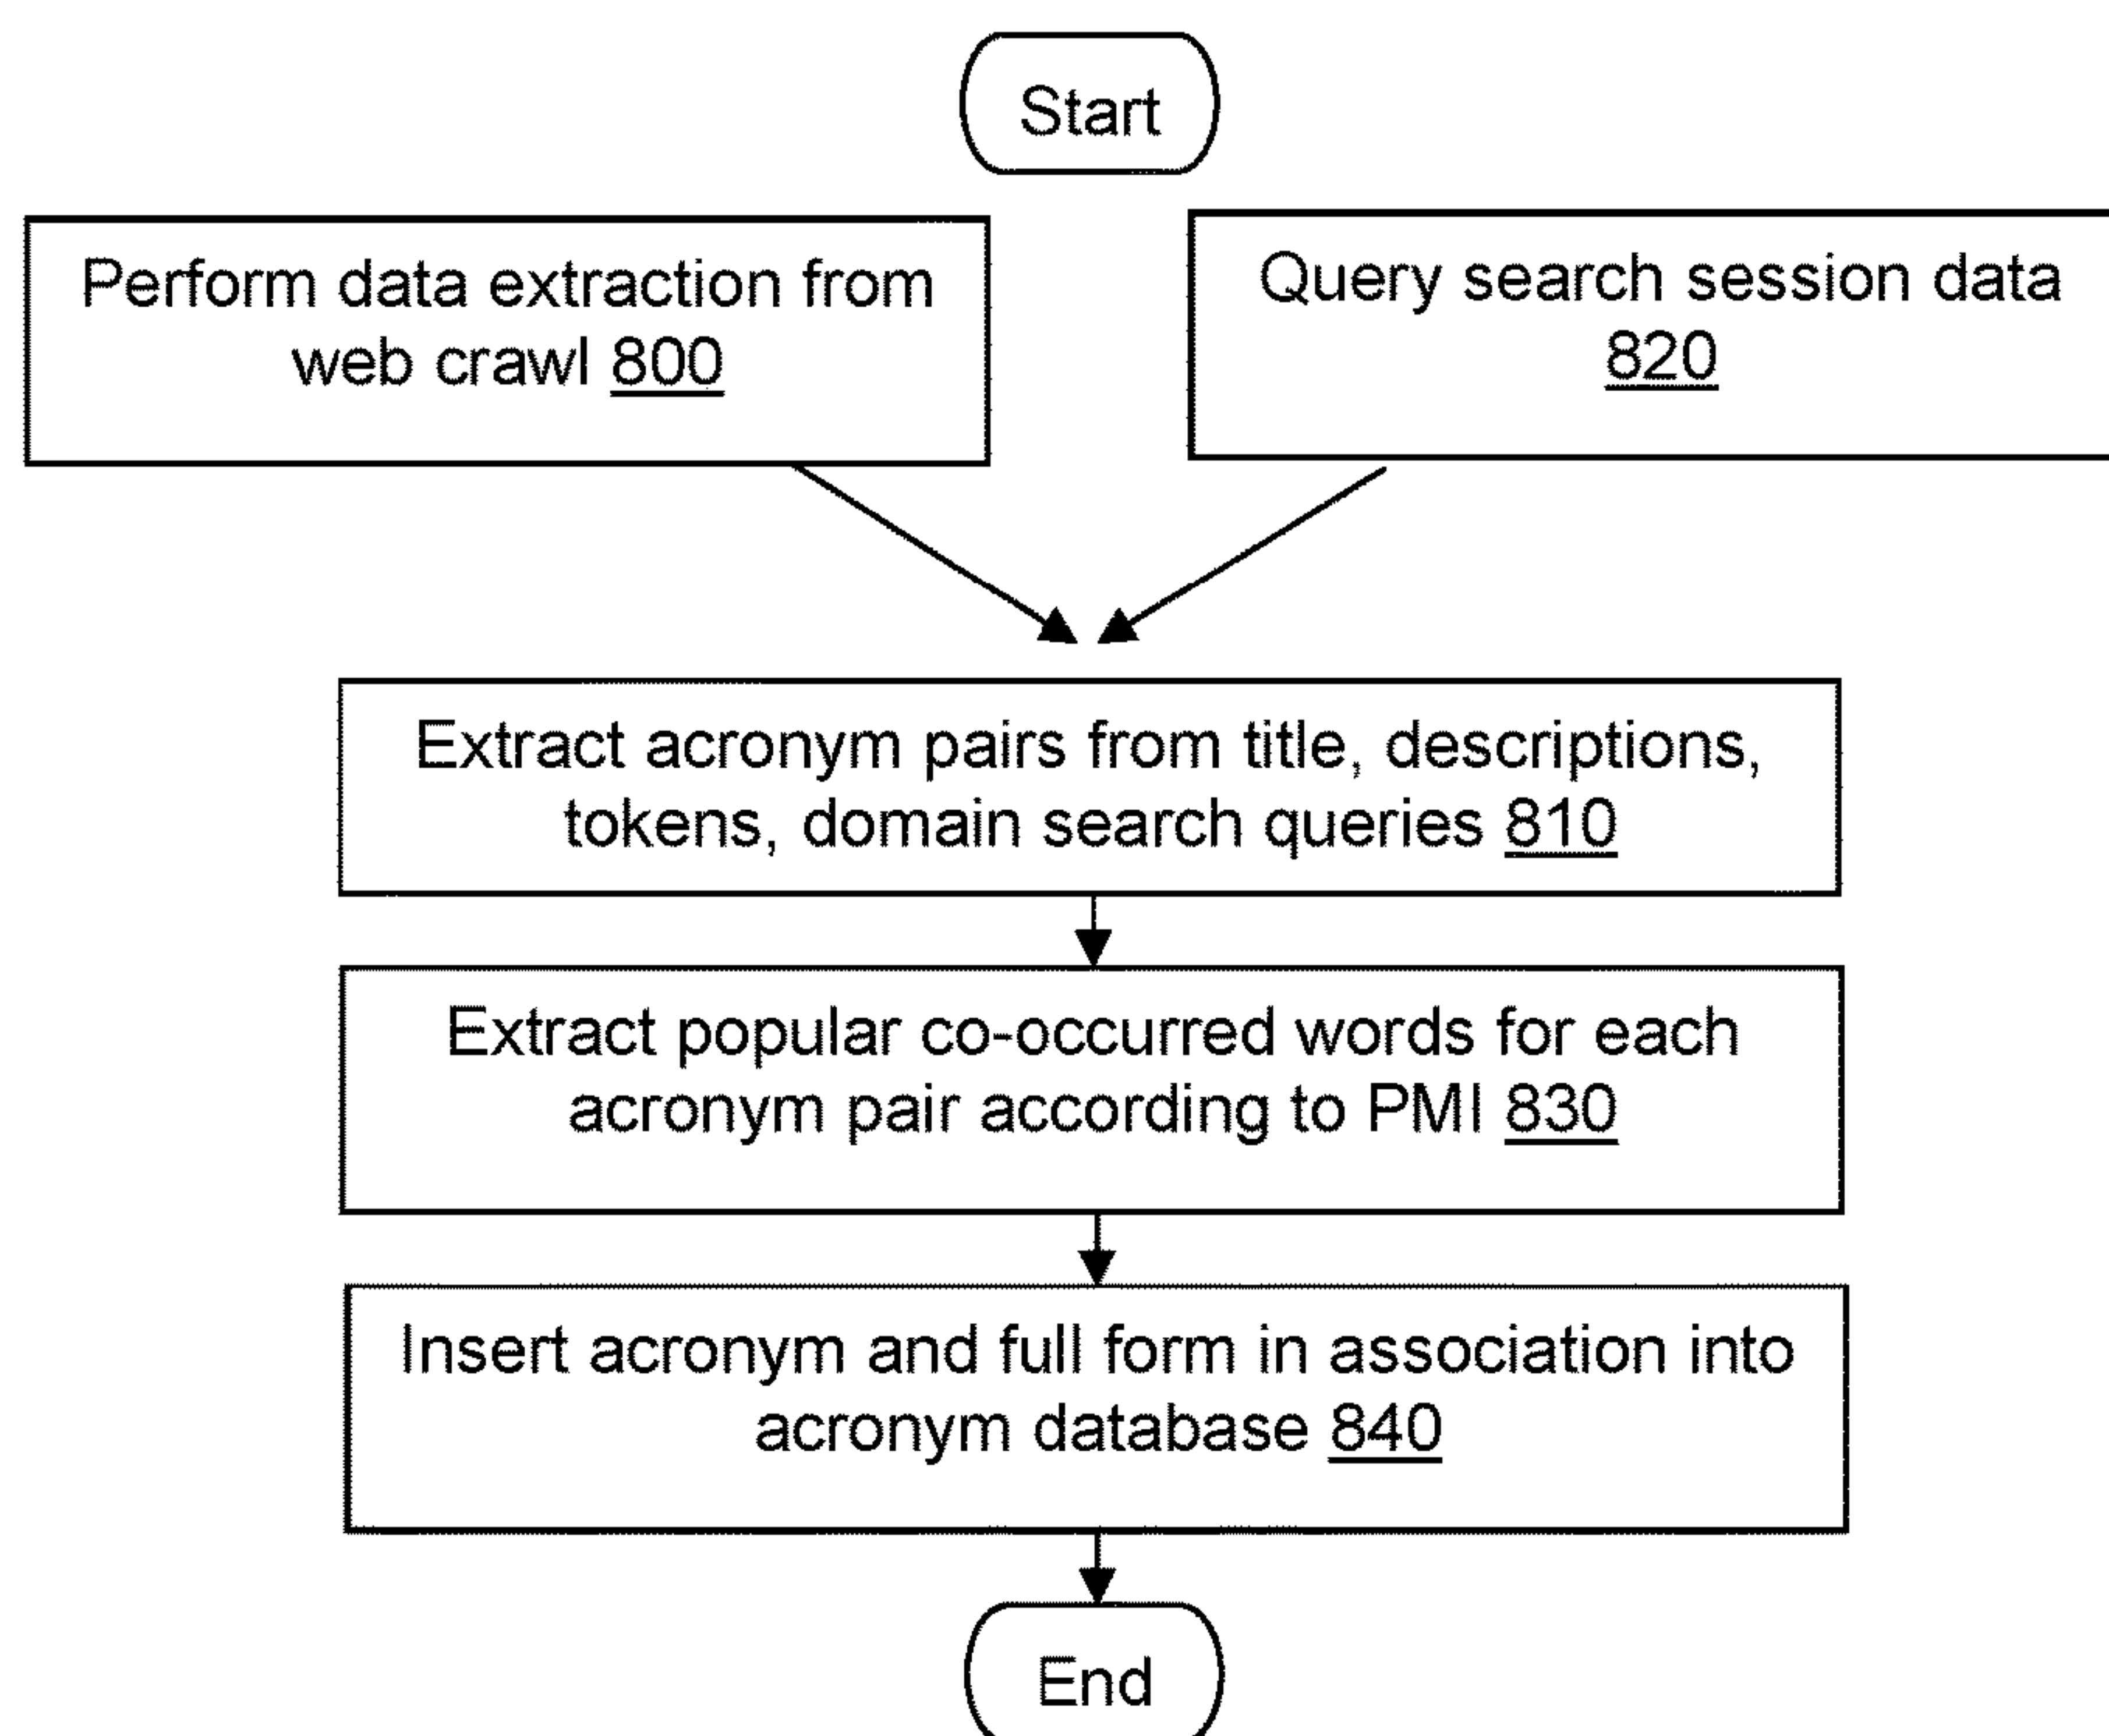 Start
Perform data extraction from
web crawl 800
Query search session data
820
Extract acronym pairs from title, descriptions,
tokens, domain search queries 810
Extract popular co-occurred words for each
acronym pair according to PMI 830
Insert acronym and full form in association into
acronym database 840
End